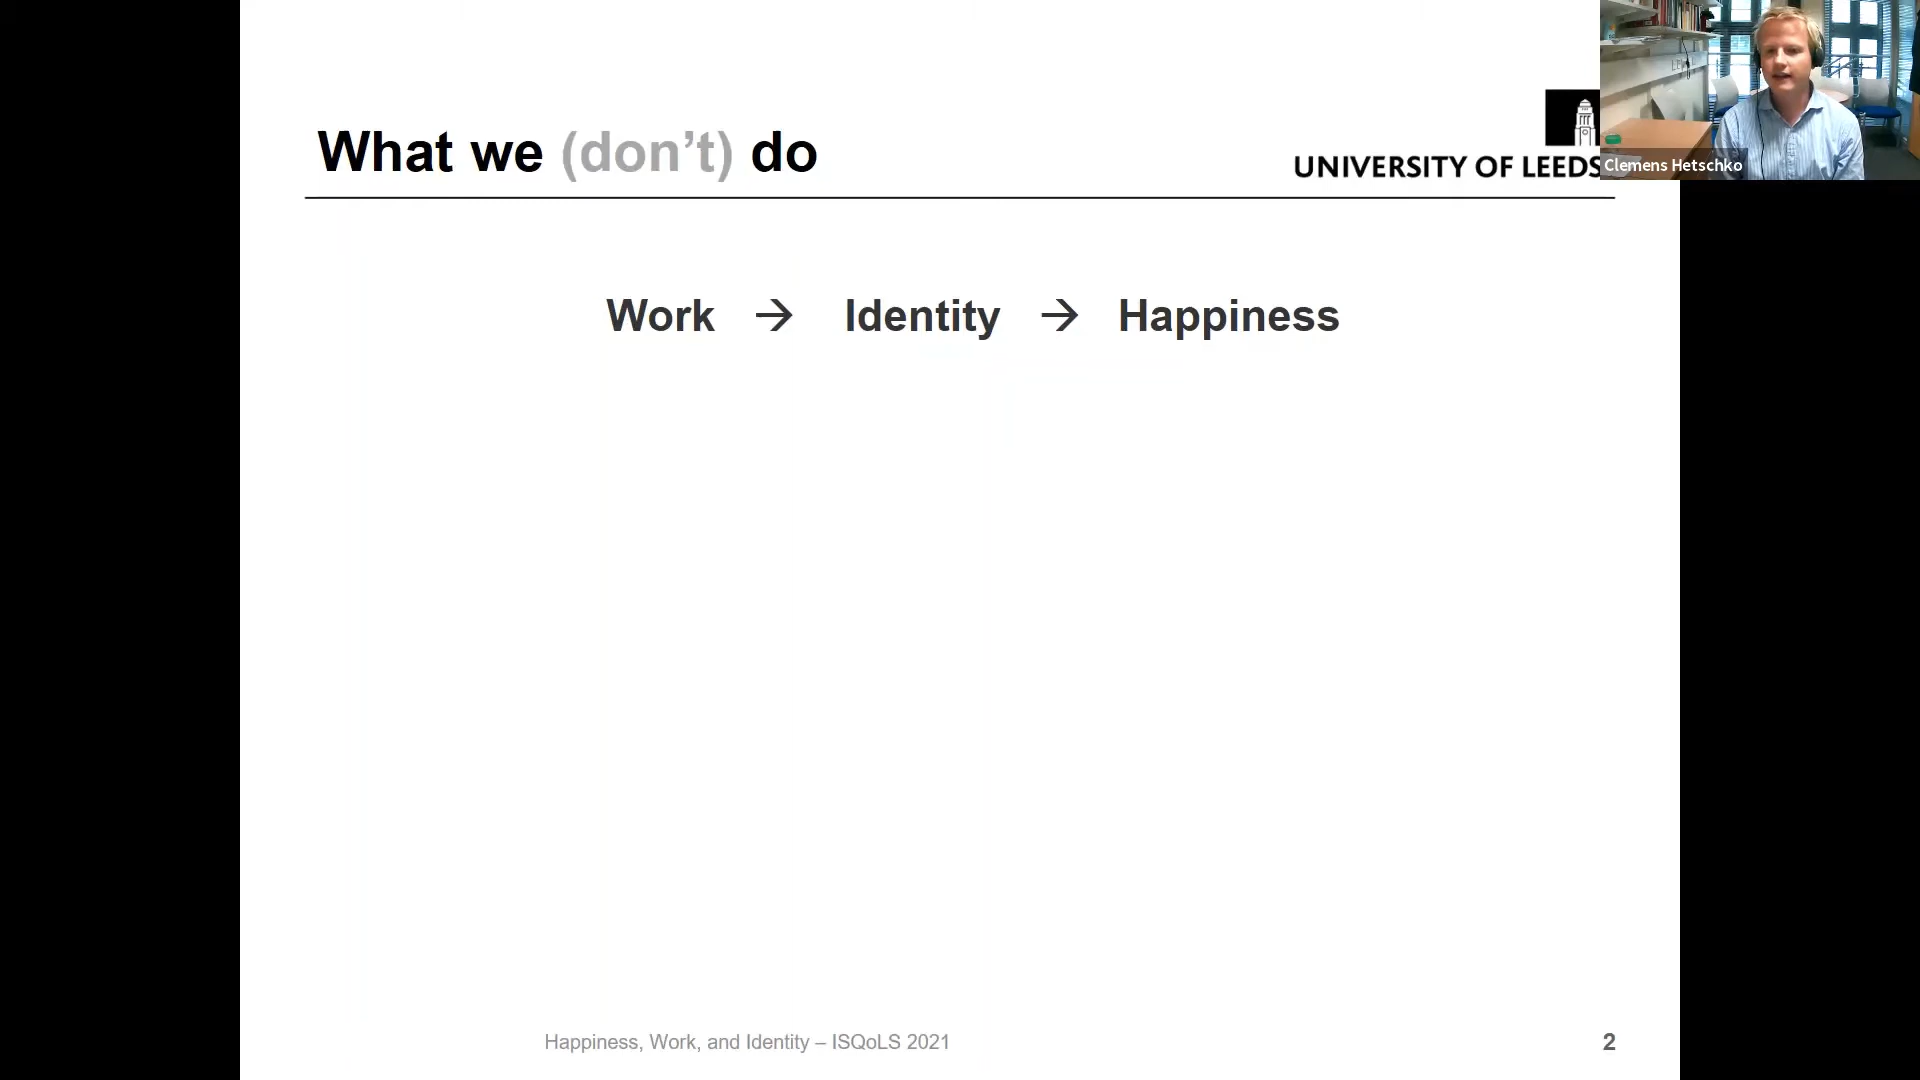 What we (don’t) do
UNIVERSITY OF LEEDS
Clemens Hetschko
Work → Identity → Happiness
Happiness, Work, and Identity – ISQoLS 2021
2